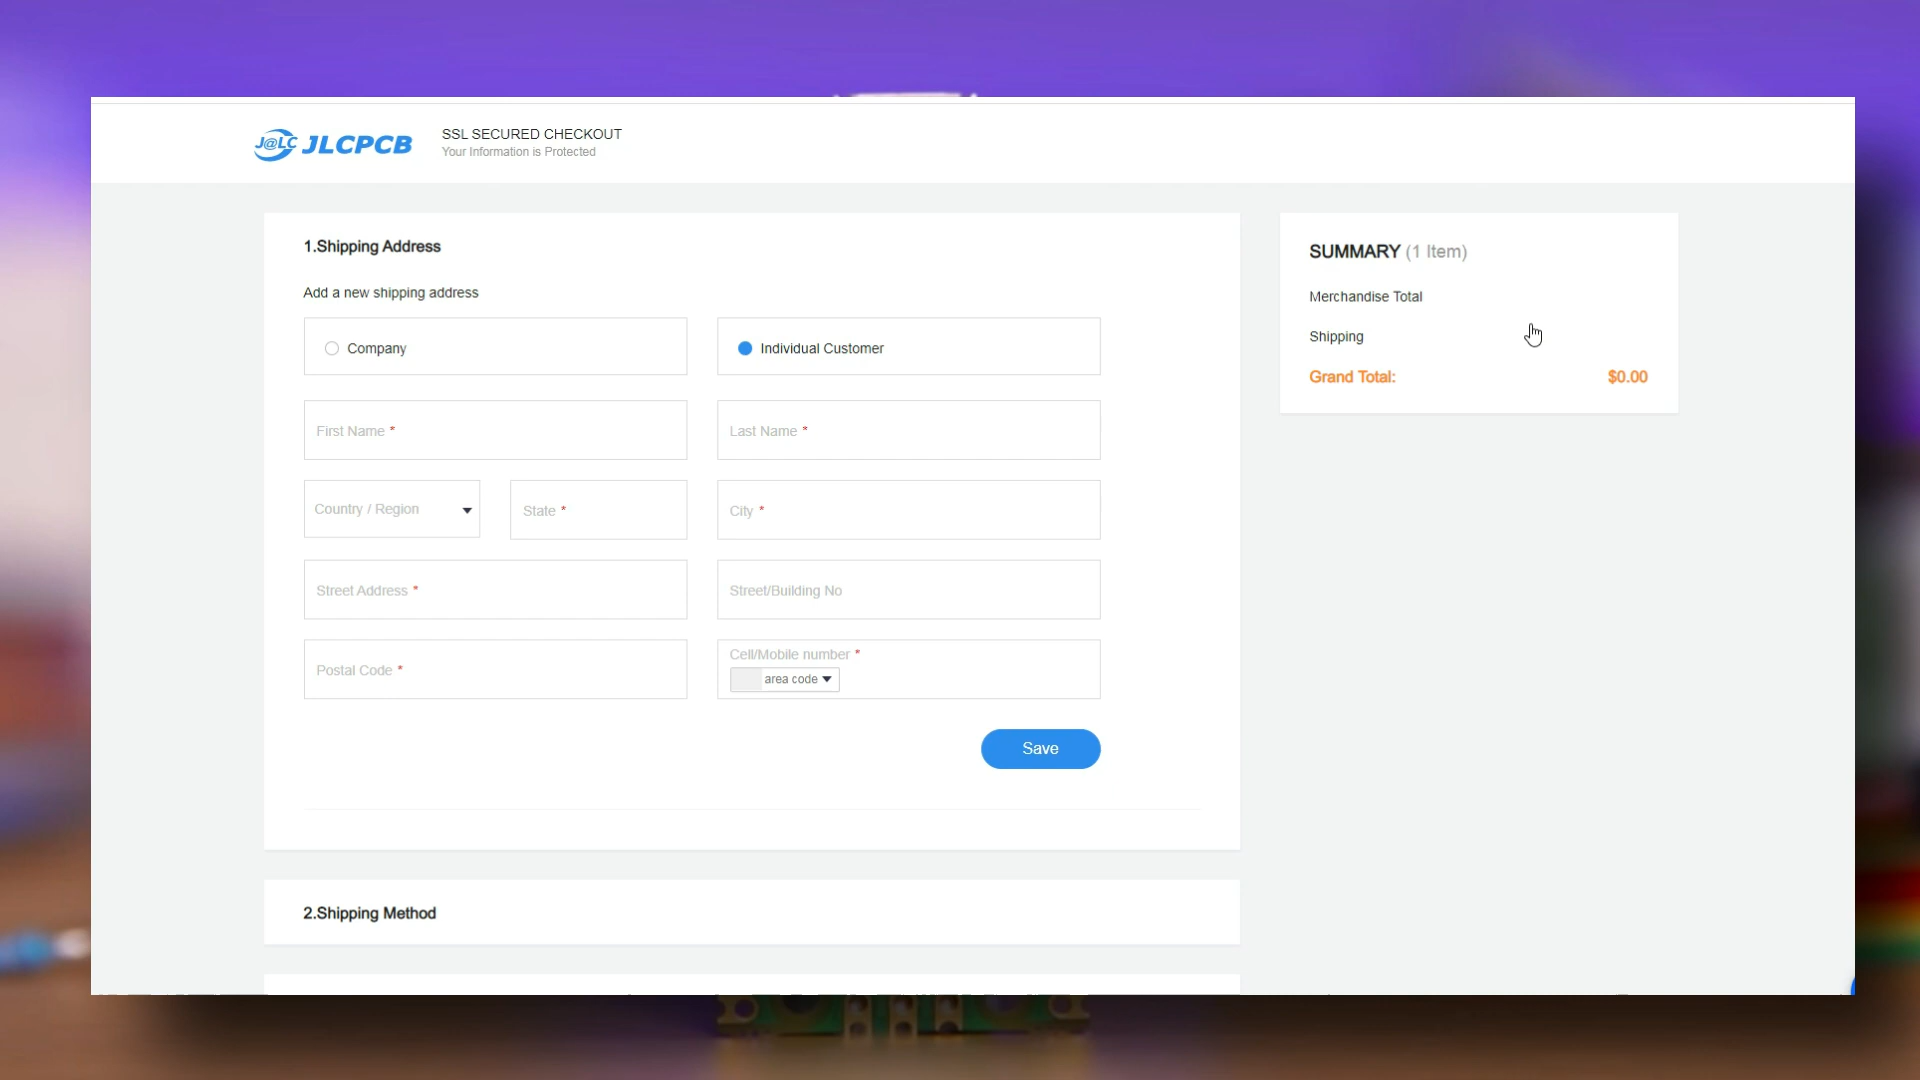 J@LC JLCPCB
SSL SECURED CHECKOUT
Your Information is Protected
1.Shipping Address
Add a new shipping address
Company
Individual Customer
First Name *
Last Name *
Country / Region
State *
City *
Street Address *
Street/Building No
Postal Code *
Cell/Mobile number *
area code
Save
2.Shipping Method
SUMMARY (1 Item)
Merchandise Total
Shipping
Grand Total: $0.00